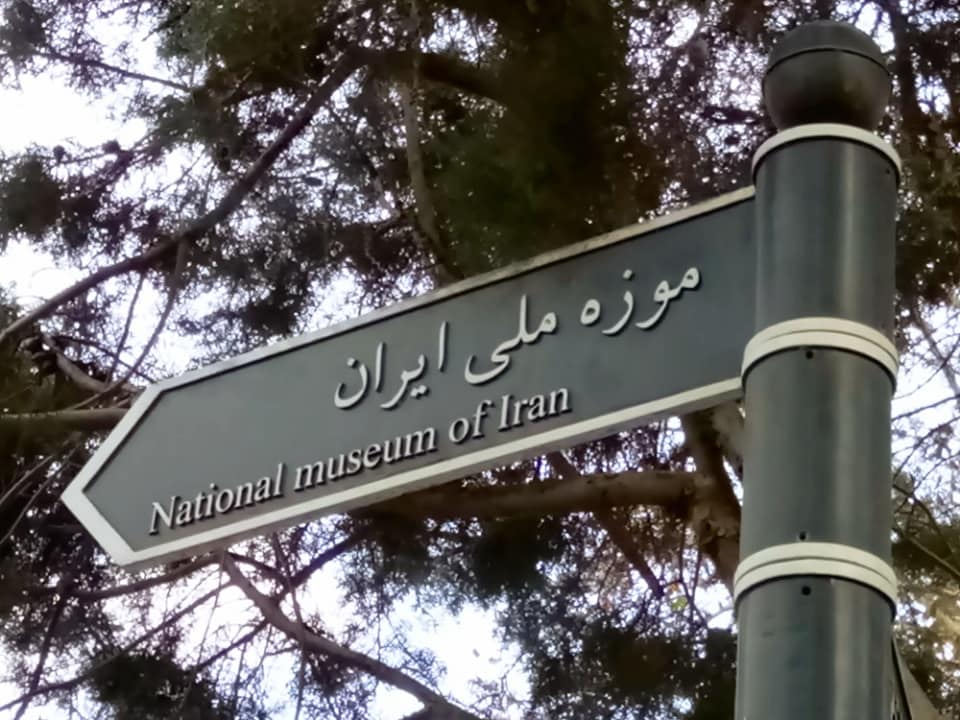 موزه ملی ایران
National museum of Iran